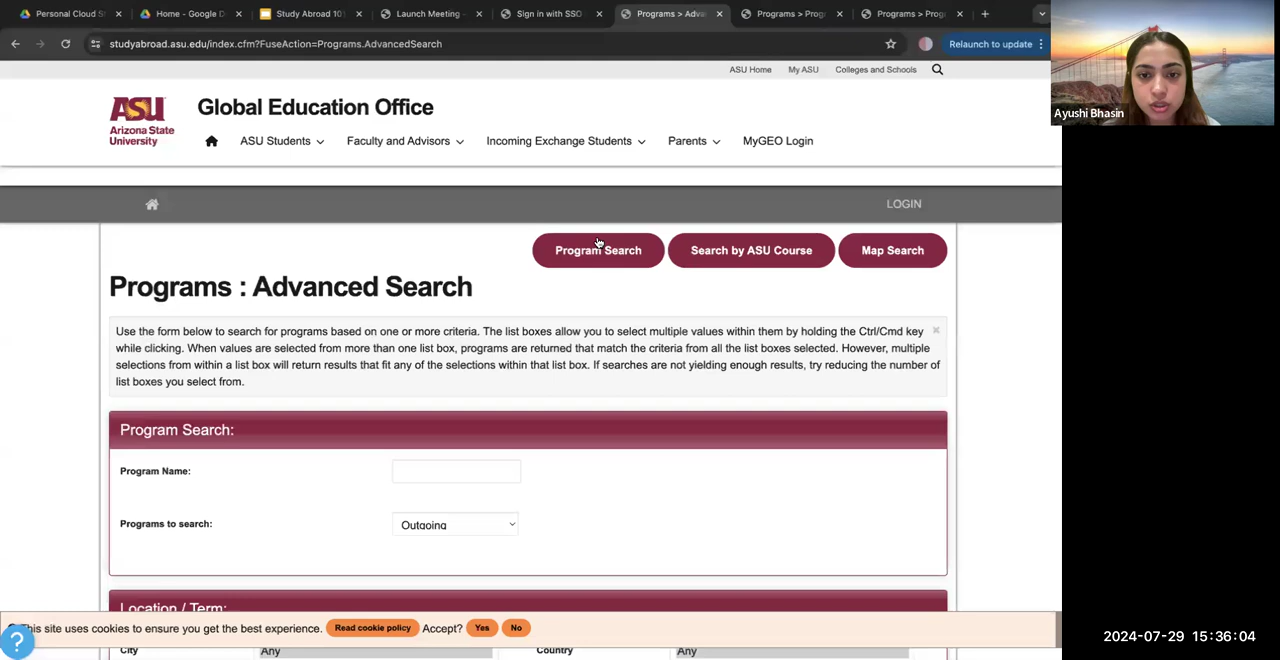 Personal Cloud S
Home - Google D
Study Abroad 101
Launch Meeting -
Sign in with SSO
Programs > Adva
Programs > Prog
Programs > Prog
studyabroad.asu.edu/index.cfm?FuseAction=Programs.AdvancedSearch
Relaunch to update
ASU Home
My ASU
Colleges and Schools
ASU
Arizona State
University
Global Education Office
ASU Students
Faculty and Advisors
Incoming Exchange Students
Parents
MyGEO Login
LOGIN
Program Search
Search by ASU Course
Map Search
Programs : Advanced Search
Use the form below to search for programs based on one or more criteria. The list boxes allow you to select multiple values within them by holding the Ctrl/Cmd key
while clicking. When values are selected from more than one list box, programs are returned that match the criteria from all the list boxes selected. However, multiple
selections from within a list box will return results that fit any of the selections within that list box. If searches are not yielding enough results, try reducing the number of
list boxes you select from.
Program Search:
Program Name:
Programs to search:
Outgoing
Location / Term:
This site uses cookies to ensure you get the best experience.
Read cookie policy
Accept?
Yes
No
?
City
Any
Country
Any
Ayushi Bhasin
2024-07-29 15:36:04